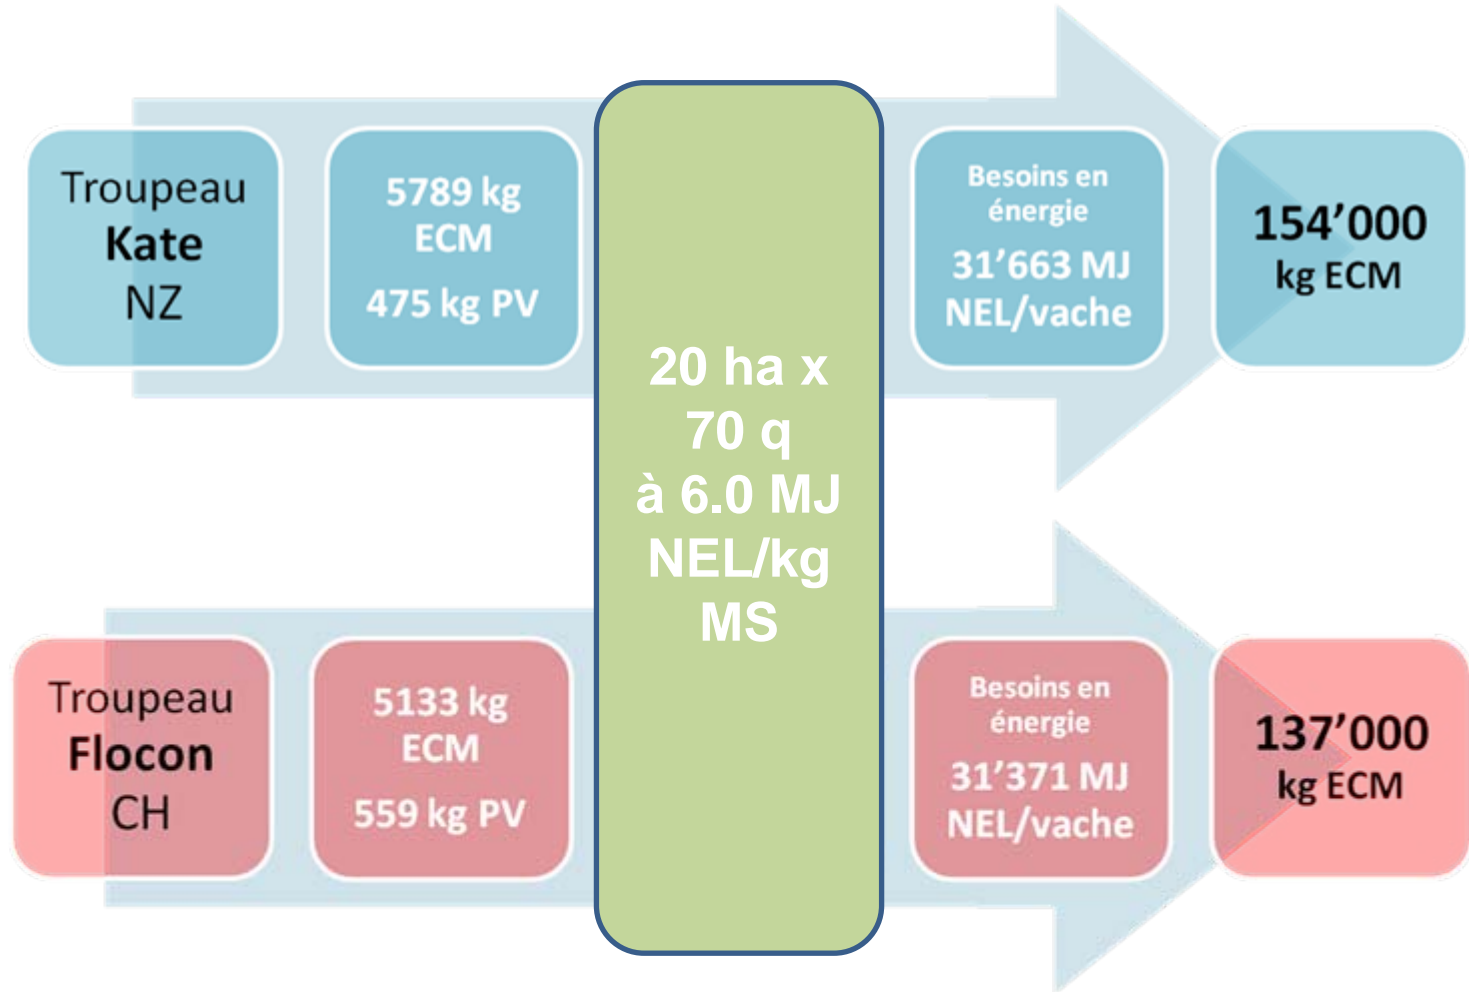 Troupeau
Kate
NZ
5789 kg
ECM
475 kg PV
20 ha x
70 q
à 6.0 MJ
NEL/kg
MS
Besoins en
énergie
31’663 MJ
NEL/vache
154’000
kg ECM
Troupeau
Flocon
CH
5133 kg
ECM
559 kg PV
Besoins en
énergie
31’371 MJ
NEL/vache
137’000
kg ECM